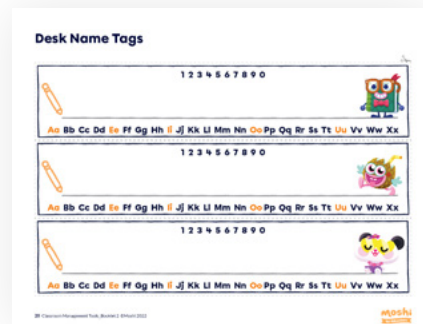 Desk Name Tags
1 2 3 4 5 6 7 8 9 0
Aa Bb Cc Dd Ee Ff Gg Hh Ii Jj Kk Ll Mm Nn Oo Pp Qq Rr Ss Tt Uu Vv Ww Xx
1 2 3 4 5 6 7 8 9 0
Aa Bb Cc Dd Ee Ff Gg Hh Ii Jj Kk Ll Mm Nn Oo Pp Qq Rr Ss Tt Uu Vv Ww Xx
1 2 3 4 5 6 7 8 9 0
Aa Bb Cc Dd Ee Ff Gg Hh Ii Jj Kk Ll Mm Nn Oo Pp Qq Rr Ss Tt Uu Vv Ww Xx
Classroom Management Tools_Booklet | ©Moshi 2022
moshi